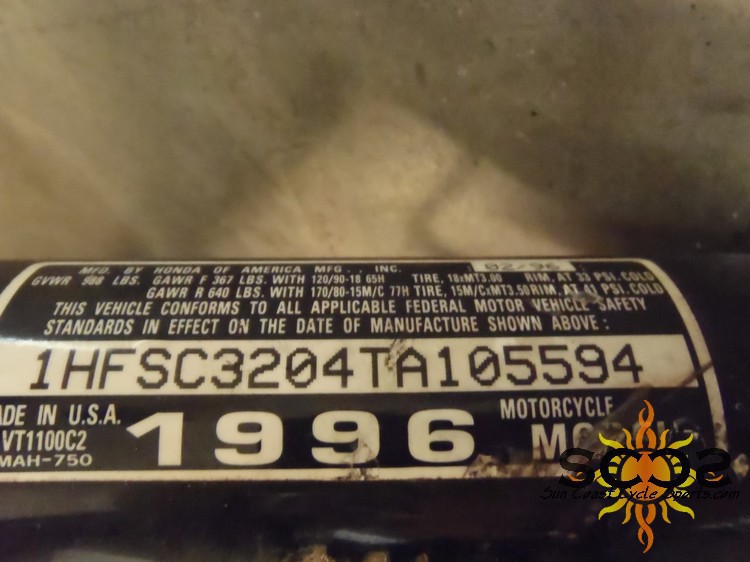 MFD. BY HONDA OF AMERICA MFG., INC. 02/96
GVWR 988 LBS. GAWR F 367 LBS. WITH 120/90-18 65H TIRE, 18xMT3.00 RIM, AT 33 PSI. COLD
GAWR R 640 LBS. WITH 170/80-15M/C 77H TIRE, 15M/CxMT3.50 RIM, AT 41 PSI. COLD
THIS VEHICLE CONFORMS TO ALL APPLICABLE FEDERAL MOTOR VEHICLE SAFETY
STANDARDS IN EFFECT ON THE DATE OF MANUFACTURE SHOWN ABOVE:
1HFSC3204TA105594
ADE IN U.S.A.
VT1100C2
MAH-750
1996
MOTORCYCLE
SCCS
Sun Coast Cycle Sports.com